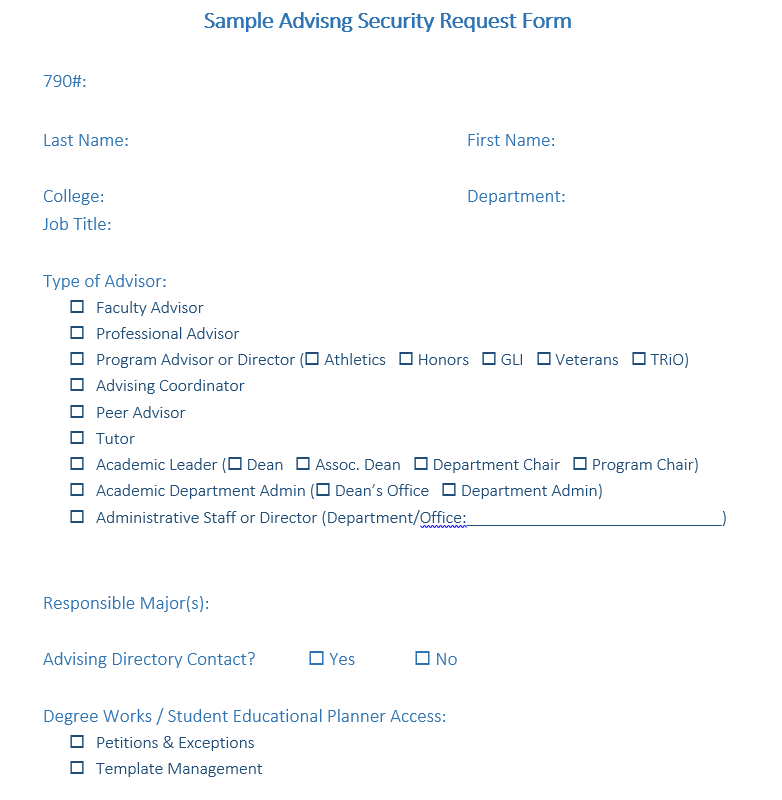 Sample Advisng Security Request Form
790#:
Last Name: First Name:
College: Department:
Job Title:
Type of Advisor:
☐ Faculty Advisor
☐ Professional Advisor
☐ Program Advisor or Director (☐ Athletics ☐ Honors ☐ GLI ☐ Veterans ☐ TRiO)
☐ Advising Coordinator
☐ Peer Advisor
☐ Tutor
☐ Academic Leader (☐ Dean ☐ Assoc. Dean ☐ Department Chair ☐ Program Chair)
☐ Academic Department Admin (☐ Dean's Office ☐ Department Admin)
☐ Administrative Staff or Director (Department/Office:____________________________)
Responsible Major(s):
Advising Directory Contact? ☐ Yes ☐ No
Degree Works / Student Educational Planner Access:
☐ Petitions & Exceptions
☐ Template Management